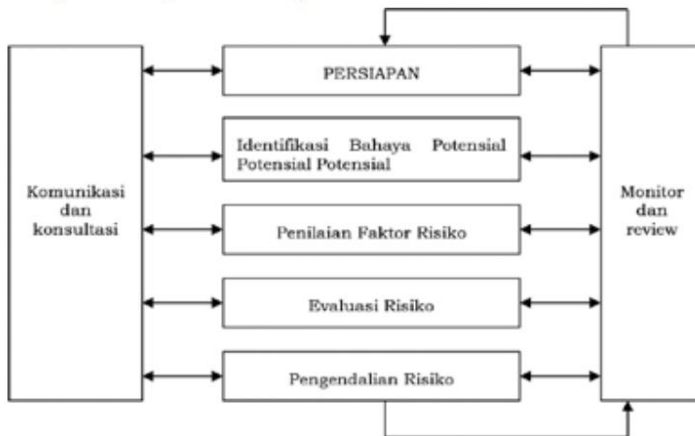 PERSIAPAN
Identifikasi Bahaya Potensial
Potensial Potensial
Komunikasi
dan
konsultasi
Penilaian Faktor Risiko
Monitor
dan
review
Evaluasi Risiko
Pengendalian Risiko